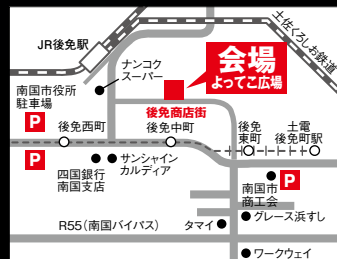 JR後免駅
土佐くろしお鉄道
ナンコク
スーパー
会場
よってこ広場
南国市役所
駐車場
P
後免商店街
後免西町
後免中町
後免
東町
土電
後免町駅
P
四国銀行
南国支店
サンシャイン
カルディア
P
南国市
商工会
グレース浜すし
R55(南国バイパス)
タマイ
ワークウェイ